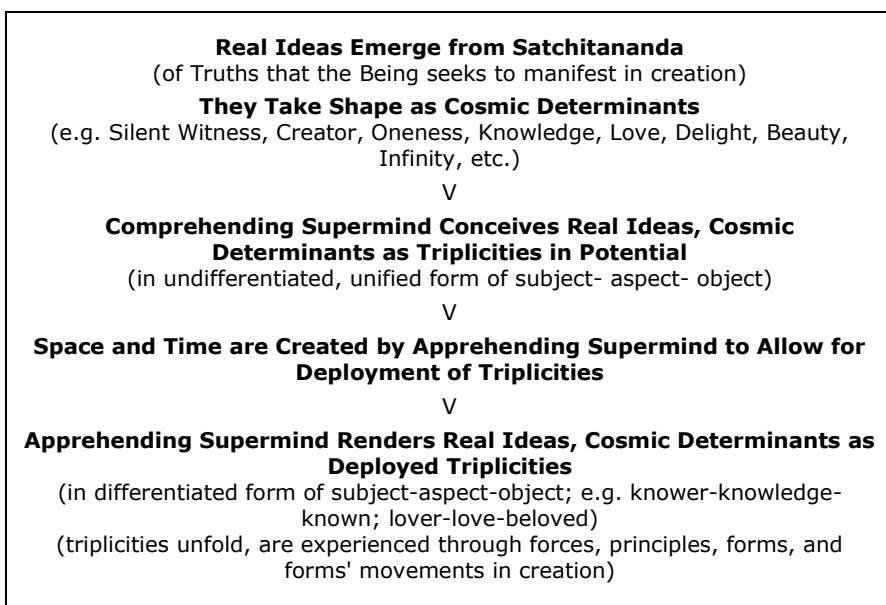 Real Ideas Emerge from Satchitananda
(of Truths that the Being seeks to manifest in creation)
They Take Shape as Cosmic Determinants
(e.g. Silent Witness, Creator, Oneness, Knowledge, Love, Delight, Beauty,
Infinity, etc.)
V
Comprehending Supermind Conceives Real Ideas, Cosmic
Determinants as Triplicities in Potential
(in undifferentiated, unified form of subject- aspect- object)
V
Space and Time are Created by Apprehending Supermind to Allow for
Deployment of Triplicities
V
Apprehending Supermind Renders Real Ideas, Cosmic Determinants as
Deployed Triplicities
(in differentiated form of subject-aspect-object; e.g. knower-knowledge-
known; lover-love-beloved)
(triplicities unfold, are experienced through forces, principles, forms, and
forms' movements in creation)